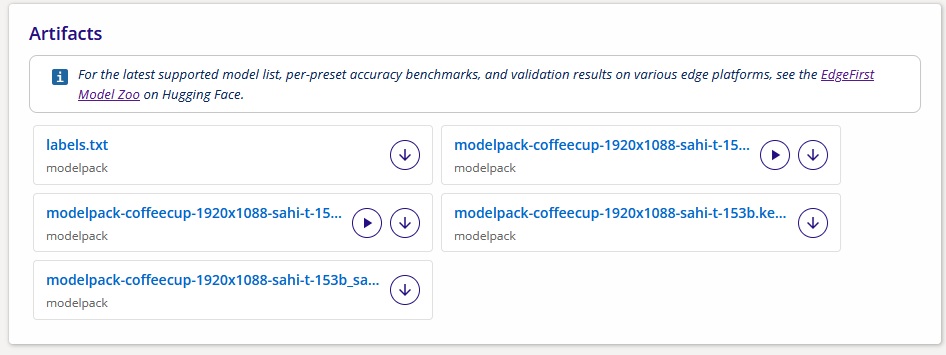 Artifacts
For the latest supported model list, per-preset accuracy benchmarks, and validation results on various edge platforms, see the EdgeFirst
Model Zoo on Hugging Face.
labels.txt
modelpack
modelpack-coffeecup-1920x1088-sahi-t-15...
modelpack
modelpack-coffeecup-1920x1088-sahi-t-15...
modelpack
modelpack-coffeecup-1920x1088-sahi-t-153b.ke...
modelpack
modelpack-coffeecup-1920x1088-sahi-t-153b_sa...
modelpack